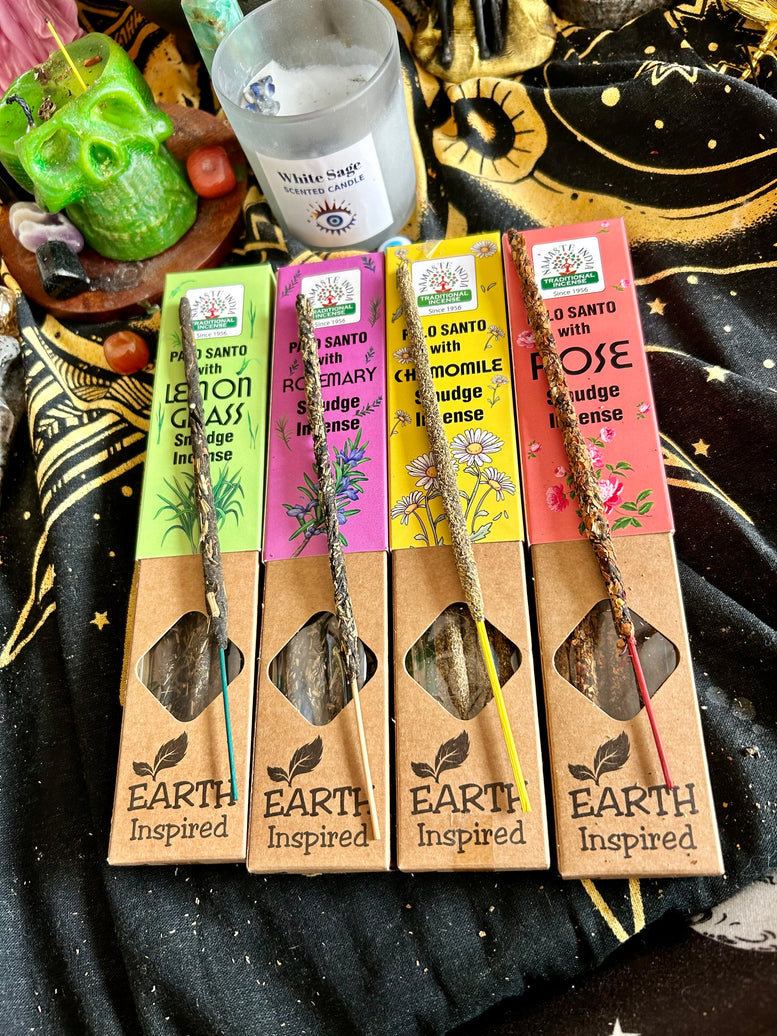 White Sage
SCENTED CANDLE
NAMASTE INDIA
TRADITIONAL
INCENSE
Since 1956
PALO SANTO
with
LEMON
GRASS
Smudge
Incense
EARTH
Inspired
NAMASTE INDIA
TRADITIONAL
INCENSE
Since 1956
PALO SANTO
with
ROSEMARY
Smudge
Incense
EARTH
Inspired
NAMASTE INDIA
TRADITIONAL
INCENSE
Since 1956
PALO SANTO
with
CHAMOMILE
Smudge
Incense
EARTH
Inspired
NAMASTE INDIA
TRADITIONAL
INCENSE
Since 1956
PALO SANTO
with
ROSE
Smudge
Incense
EARTH
Inspired